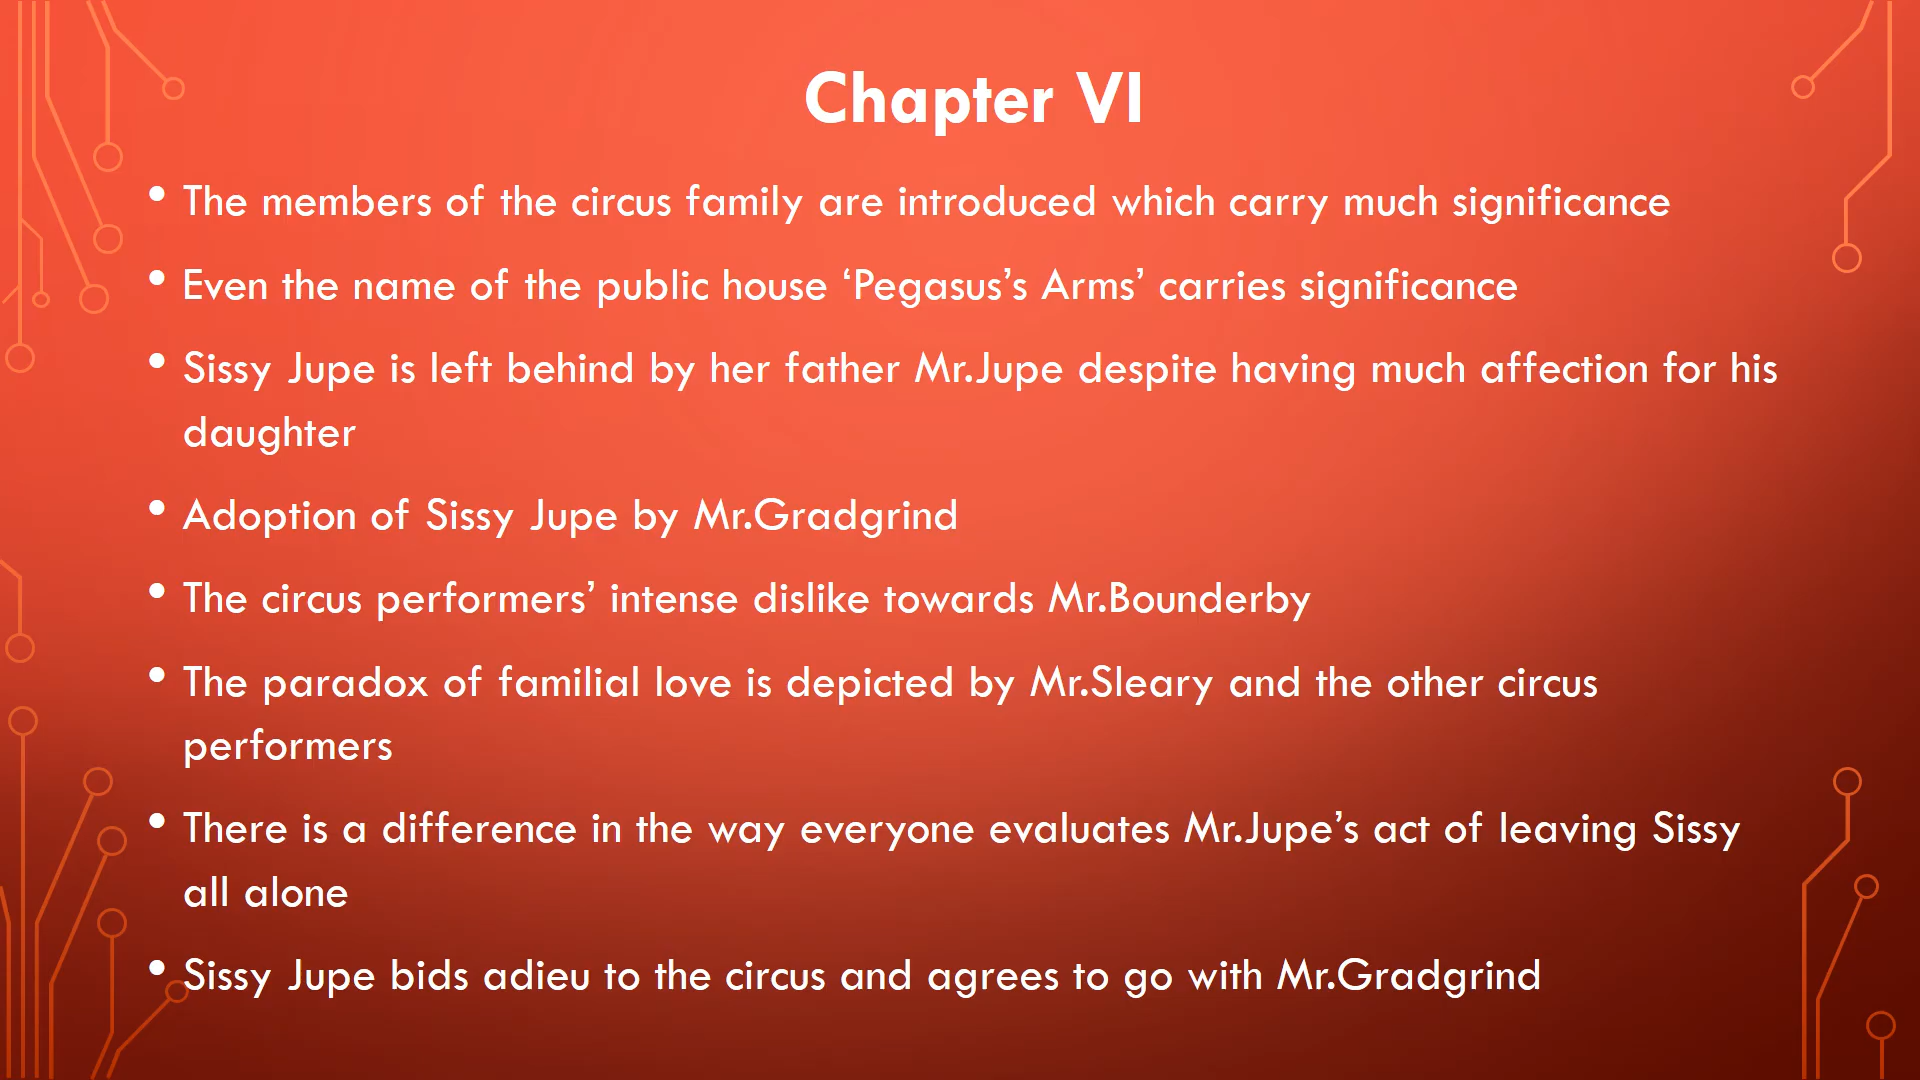 Chapter VI
• The members of the circus family are introduced which carry much significance
• Even the name of the public house ‘Pegasus’s Arms’ carries significance
• Sissy Jupe is left behind by her father Mr.Jupe despite having much affection for his
daughter
• Adoption of Sissy Jupe by Mr.Gradgrind
• The circus performers’ intense dislike towards Mr.Bounderby
• The paradox of familial love is depicted by Mr.Sleary and the other circus
performers
• There is a difference in the way everyone evaluates Mr.Jupe’s act of leaving Sissy
all alone
• Sissy Jupe bids adieu to the circus and agrees to go with Mr.Gradgrind